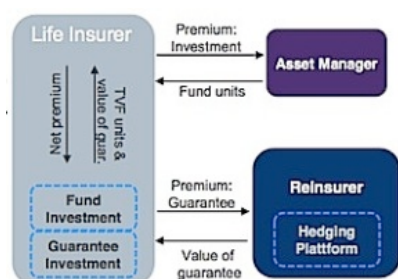 Life Insurer
Premium:
Investment
Asset Manager
Fund units
Net premium
TVF units &
value of guar.
Fund
Investment
Guarantee
Investment
Premium:
Guarantee
Value of
guarantee
Reinsurer
Hedging
Plattform